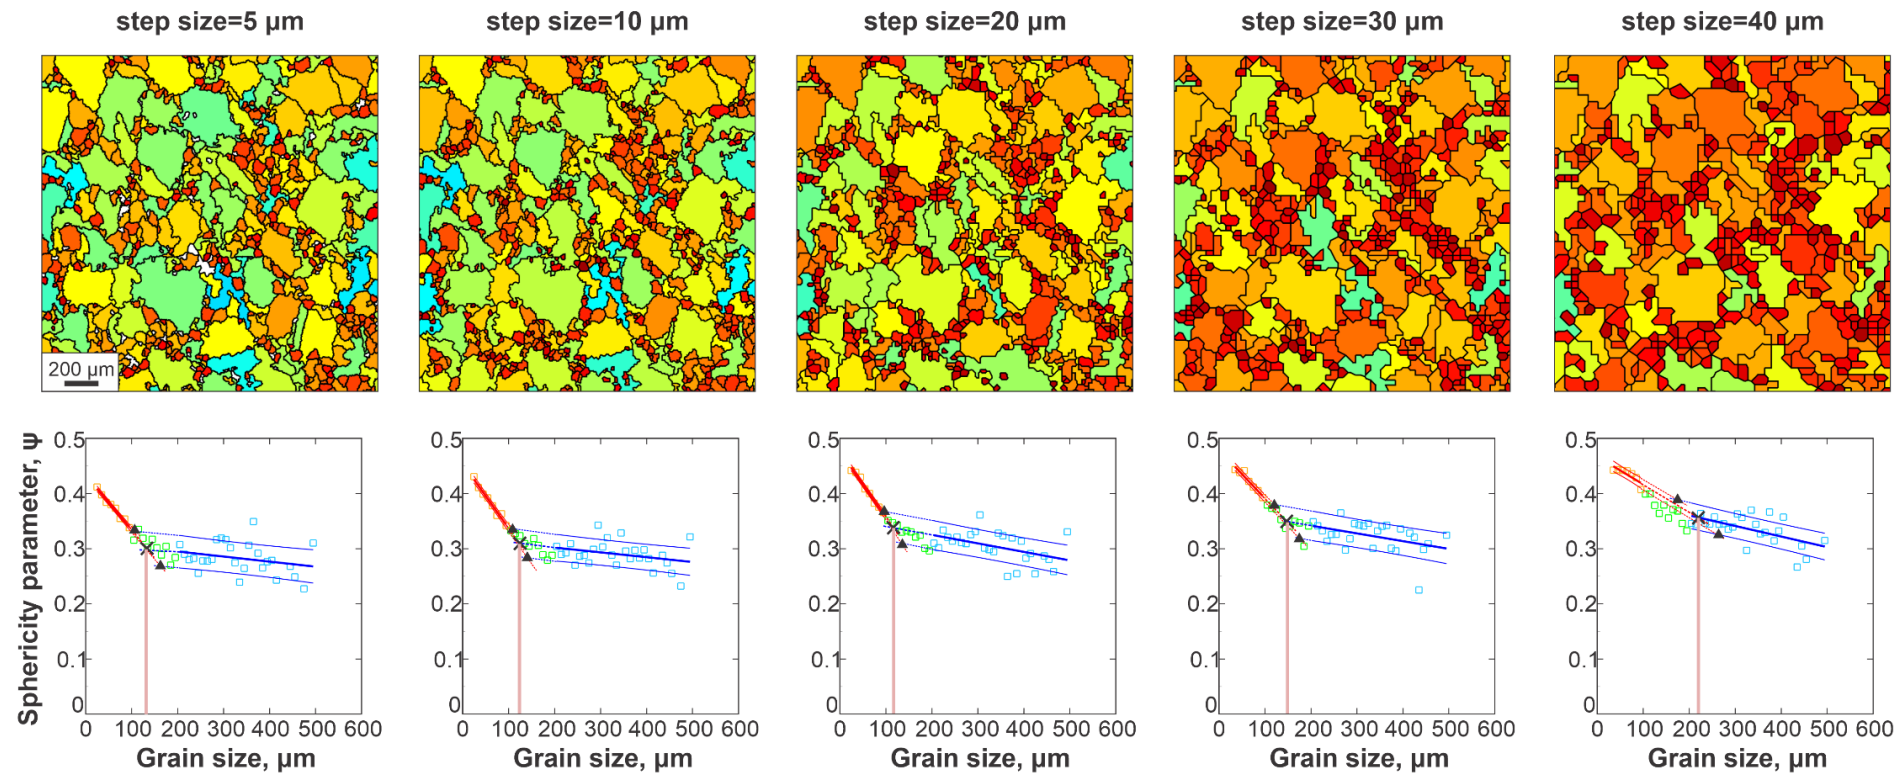 step size=5 µm step size=10 µm step size=20 µm step size=30 µm step size=40 µm
200 µm
Sphericity parameter, ψ
0.5 0.5 0.5 0.5 0.5
0.4 0.4 0.4 0.4 0.4
0.3 0.3 0.3 0.3 0.3
0.2 0.2 0.2 0.2 0.2
0.1 0.1 0.1 0.1 0.1
0 0 0 0 0
0 100 200 300 400 500 600 0 100 200 300 400 500 600 0 100 200 300 400 500 600 0 100 200 300 400 500 600 0 100 200 300 400 500 600
Grain size, µm Grain size, µm Grain size, µm Grain size, µm Grain size, µm